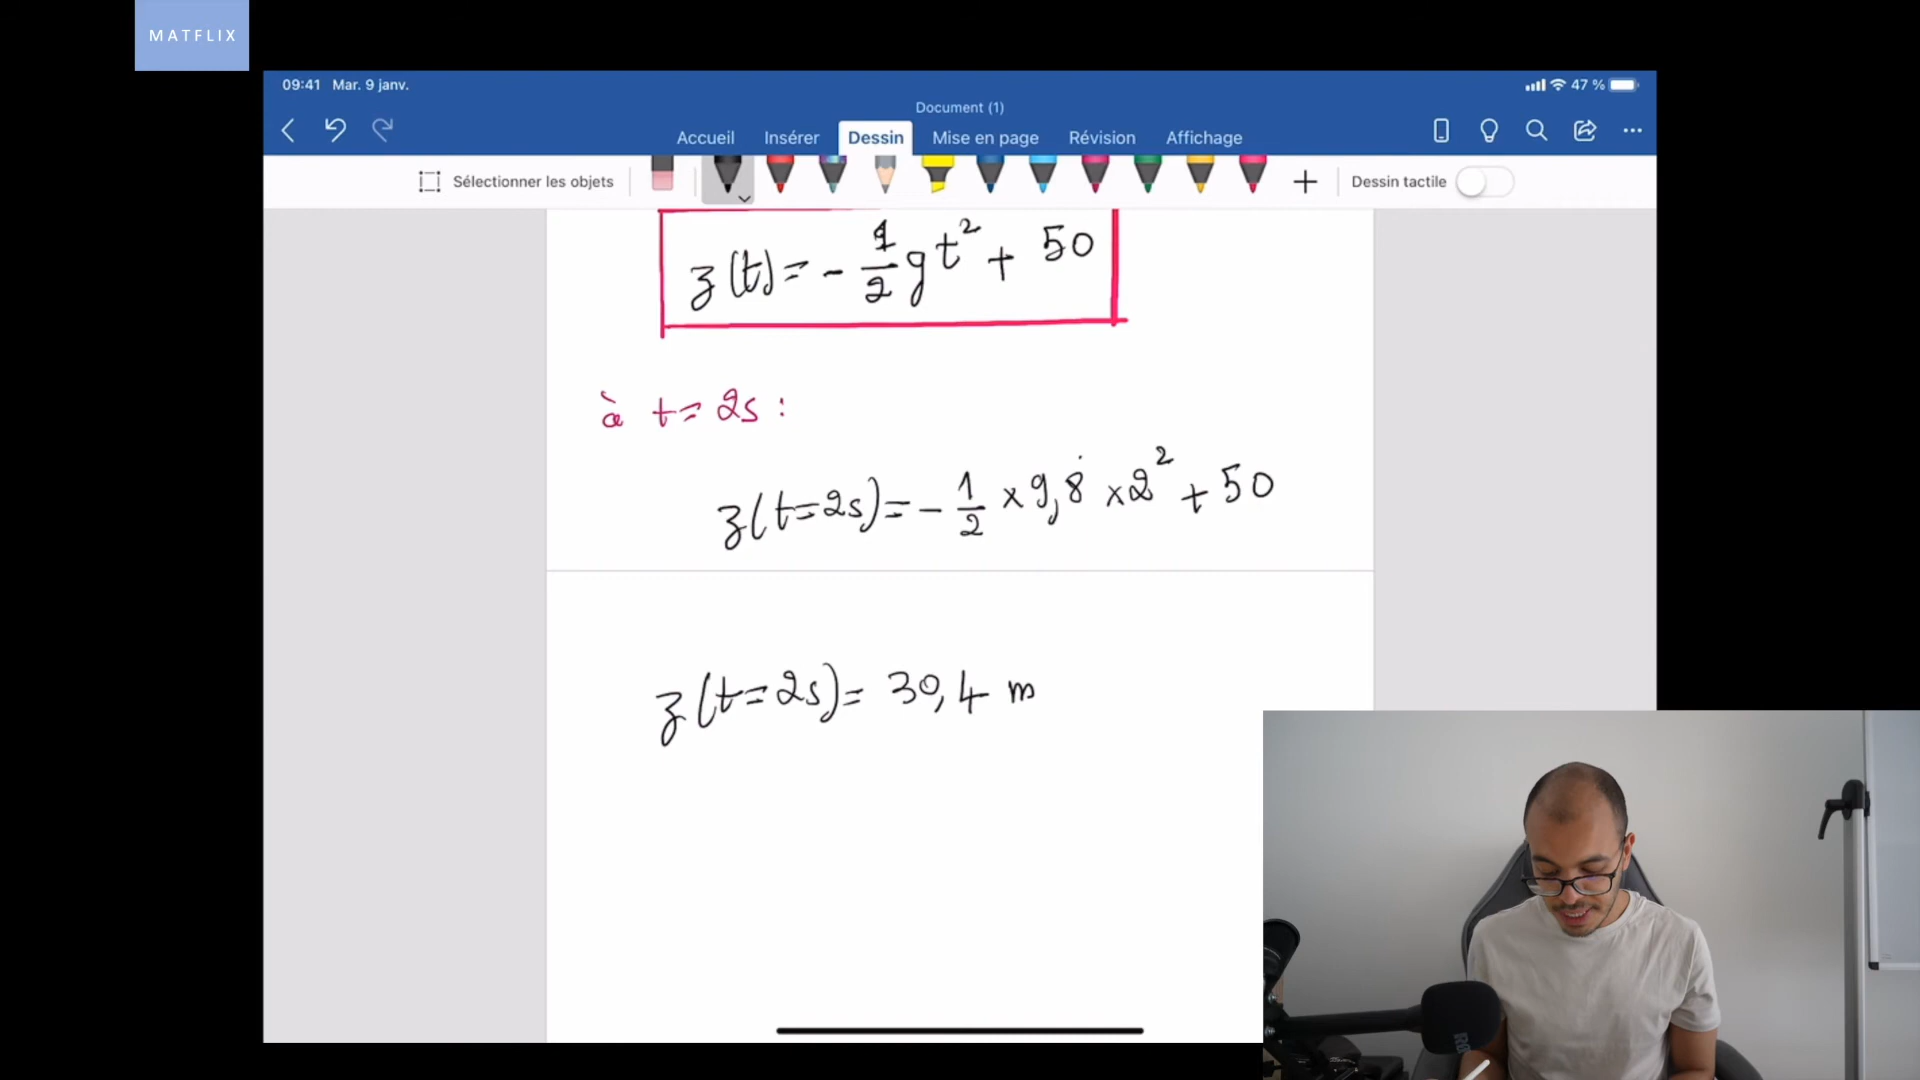 MATFLIX
09:41 Mar. 9 janv.
47 %
Document (1)
Accueil Insérer Dessin Mise en page Révision Affichage
Sélectionner les objets
Dessin tactile
z(t) = - 1/2 g t² + 50
à t = 2s :
z(t=2s) = - 1/2 × 9,8 × 2² + 50
z(t=2s) = 30,4 m
RØDE